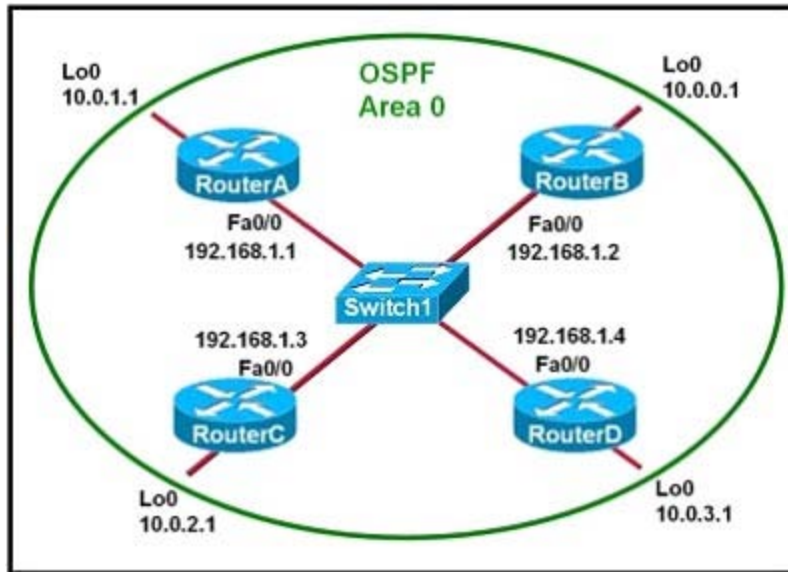 OSPF
Area 0
Lo0
10.0.1.1
Lo0
10.0.0.1
RouterA
RouterB
Fa0/0
192.168.1.1
Fa0/0
192.168.1.2
Switch1
192.168.1.3
Fa0/0
192.168.1.4
Fa0/0
RouterC
RouterD
Lo0
10.0.2.1
Lo0
10.0.3.1